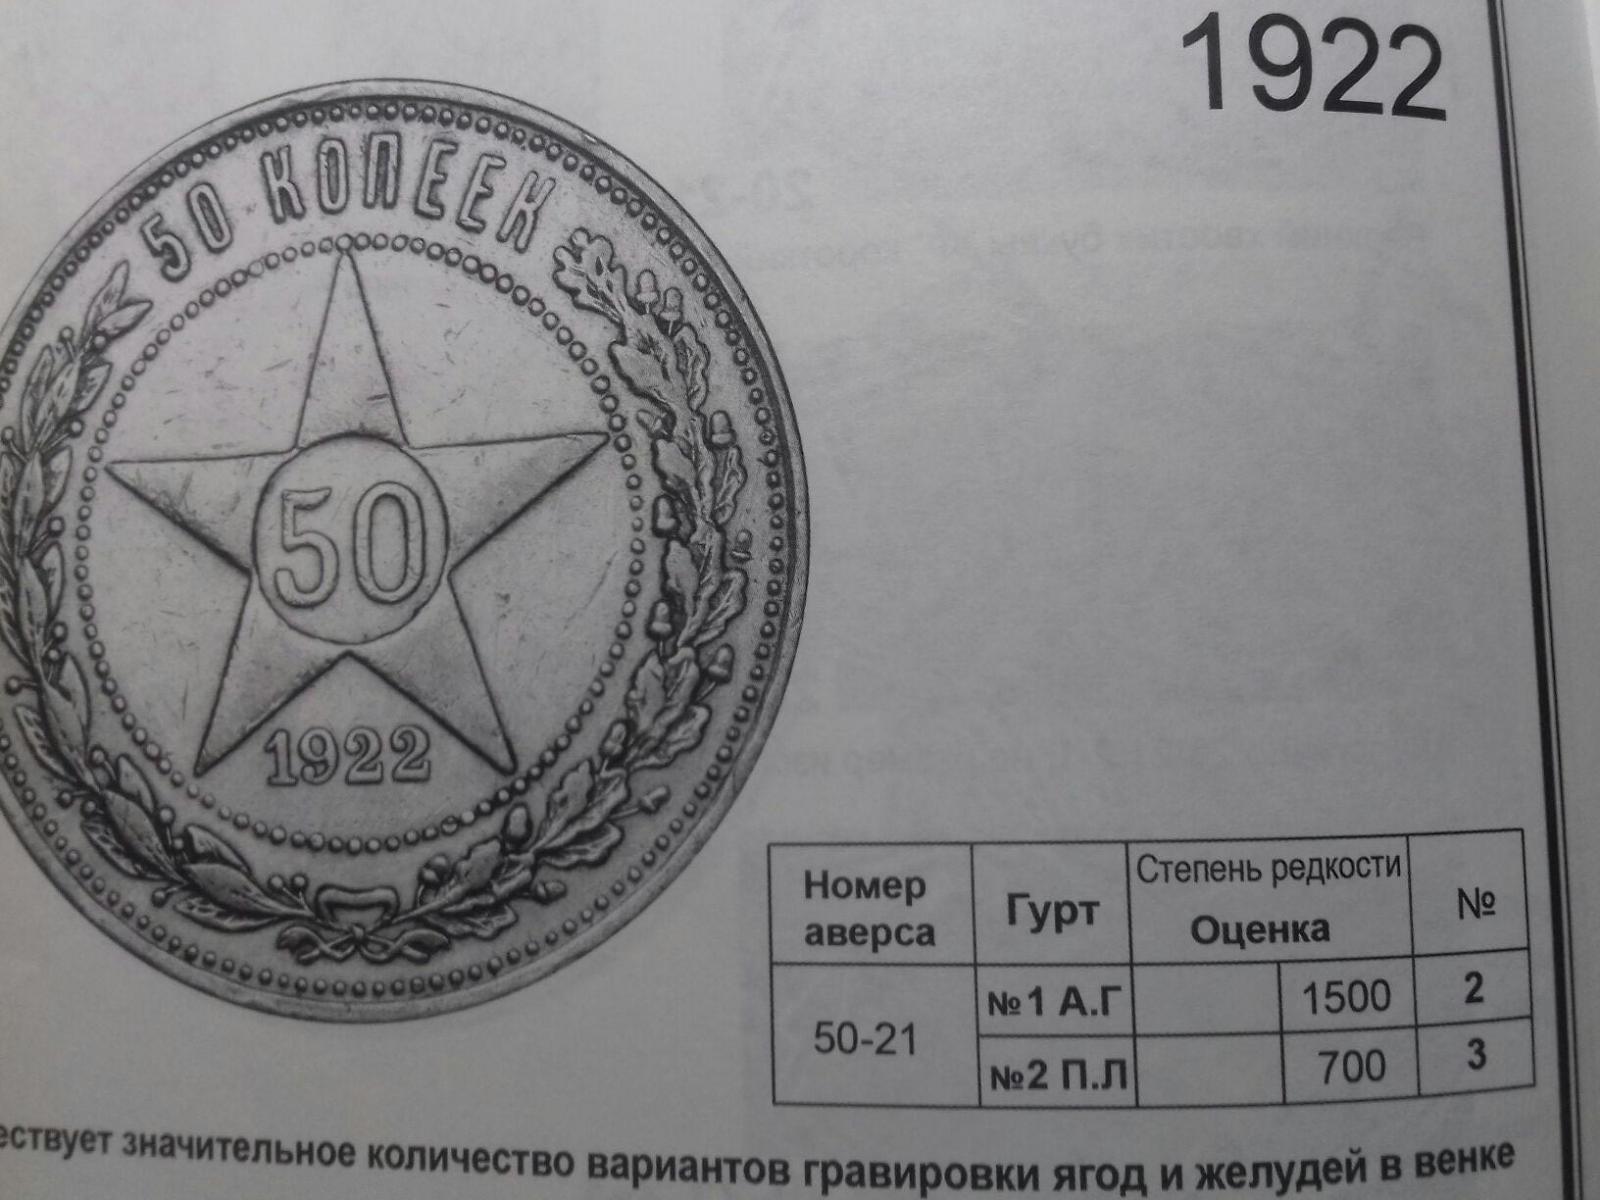 1922
50 КОПЕЕК
50
1922
Номер аверса
Гурт
Степень редкости
Оценка
№
50-21
№1 А.Г
1500
2
№2 П.Л
700
3
значительное количество вариантов гравировки ягод и желудей в венке